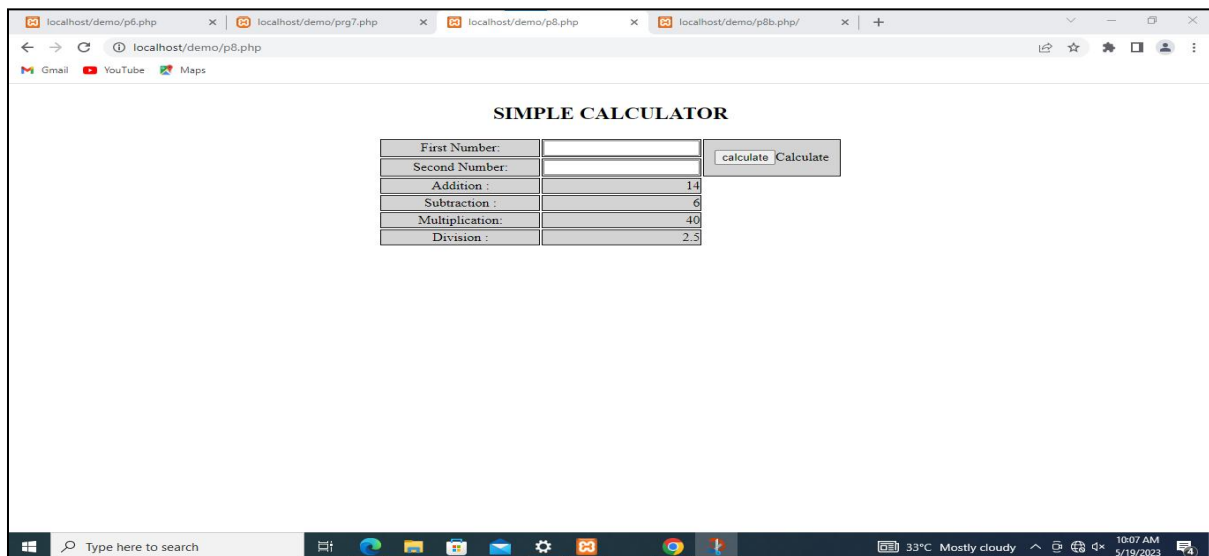 localhost/demo/p6.php × localhost/demo/prg7.php × localhost/demo/p8.php × localhost/demo/p8b.php/ × +
localhost/demo/p8.php
Gmail YouTube Maps
SIMPLE CALCULATOR
First Number:
calculate Calculate
Second Number:
Addition : 14
Subtraction : 6
Multiplication: 40
Division : 2.5
Type here to search 33°C Mostly cloudy 10:07 AM
5/19/2023 4